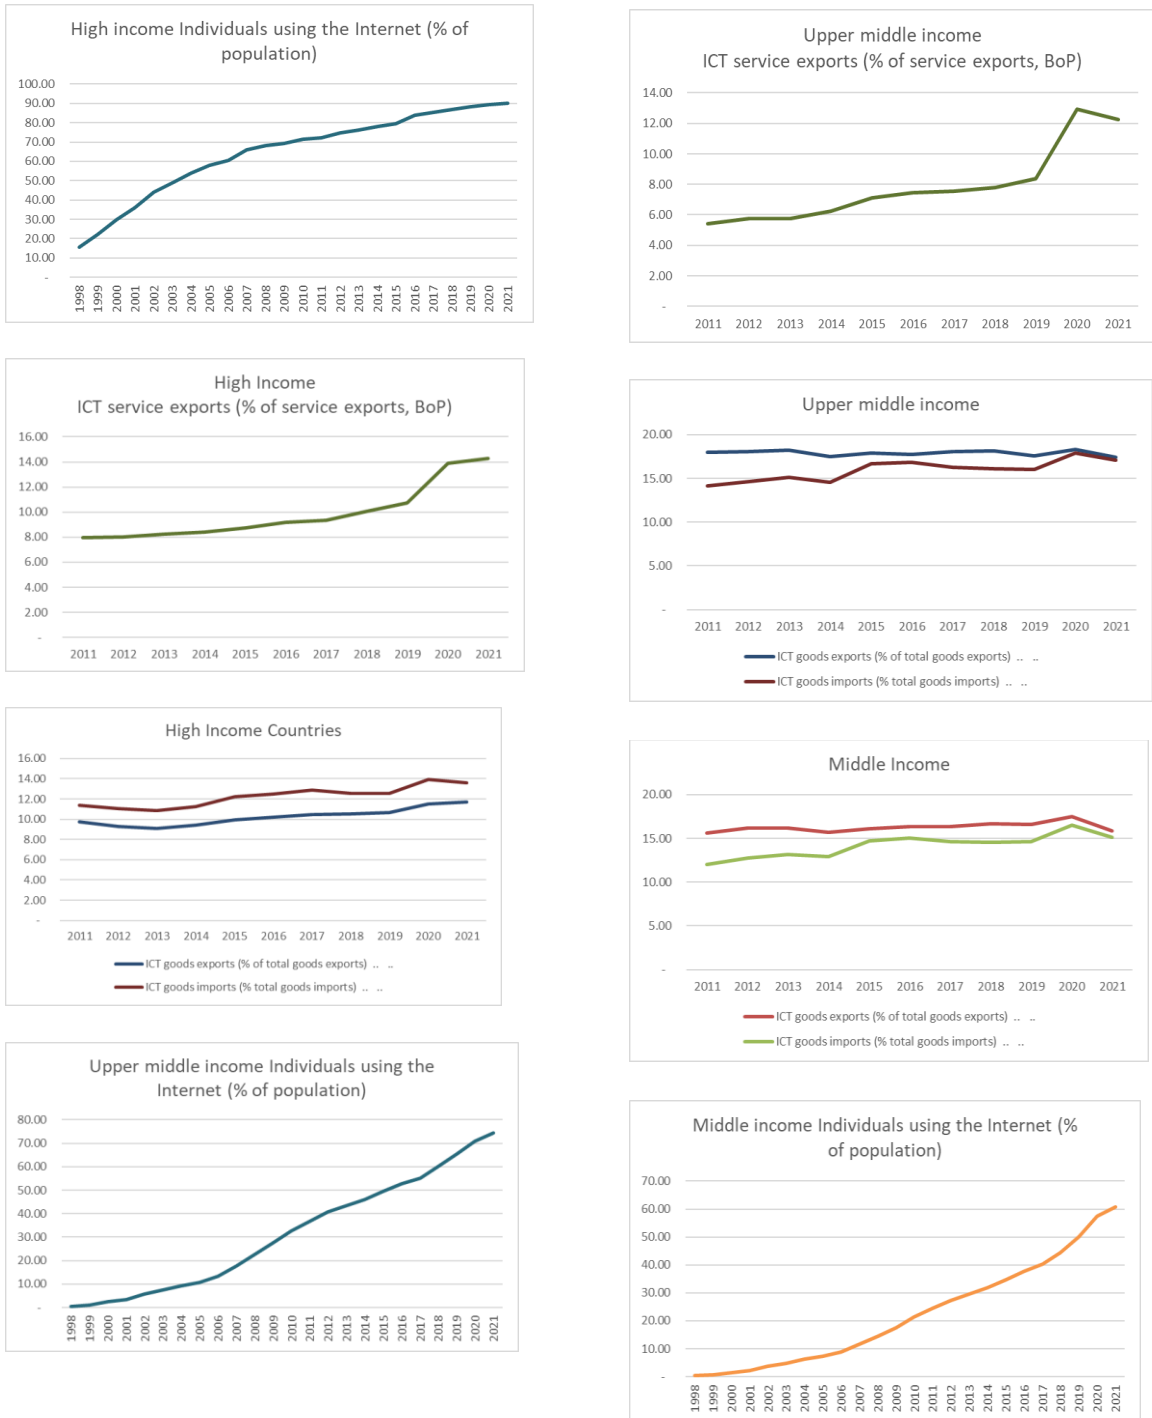 High income Individuals using the Internet (% of
population)
100.00
90.00
80.00
70.00
60.00
50.00
40.00
30.00
20.00
10.00
-
1998 1999 2000 2001 2002 2003 2004 2005 2006 2007 2008 2009 2010 2011 2012 2013 2014 2015 2016 2017 2018 2019 2020 2021
Upper middle income
ICT service exports (% of service exports, BoP)
14.00
12.00
10.00
8.00
6.00
4.00
2.00
-
2011 2012 2013 2014 2015 2016 2017 2018 2019 2020 2021
High Income
ICT service exports (% of service exports, BoP)
16.00
14.00
12.00
10.00
8.00
6.00
4.00
2.00
-
2011 2012 2013 2014 2015 2016 2017 2018 2019 2020 2021
Upper middle income
20.00
15.00
10.00
5.00
-
2011 2012 2013 2014 2015 2016 2017 2018 2019 2020 2021
ICT goods exports (% of total goods exports) .. ..
ICT goods imports (% total goods imports) .. ..
High Income Countries
16.00
14.00
12.00
10.00
8.00
6.00
4.00
2.00
-
2011 2012 2013 2014 2015 2016 2017 2018 2019 2020 2021
ICT goods exports (% of total goods exports) .. ..
ICT goods imports (% total goods imports) .. ..
Middle Income
20.00
15.00
10.00
5.00
-
2011 2012 2013 2014 2015 2016 2017 2018 2019 2020 2021
ICT goods exports (% of total goods exports) .. ..
ICT goods imports (% total goods imports) .. ..
Upper middle income Individuals using the
Internet (% of population)
80.00
70.00
60.00
50.00
40.00
30.00
20.00
10.00
-
1998 1999 2000 2001 2002 2003 2004 2005 2006 2007 2008 2009 2010 2011 2012 2013 2014 2015 2016 2017 2018 2019 2020 2021
Middle income Individuals using the Internet (%
of population)
70.00
60.00
50.00
40.00
30.00
20.00
10.00
-
1998 1999 2000 2001 2002 2003 2004 2005 2006 2007 2008 2009 2010 2011 2012 2013 2014 2015 2016 2017 2018 2019 2020 2021